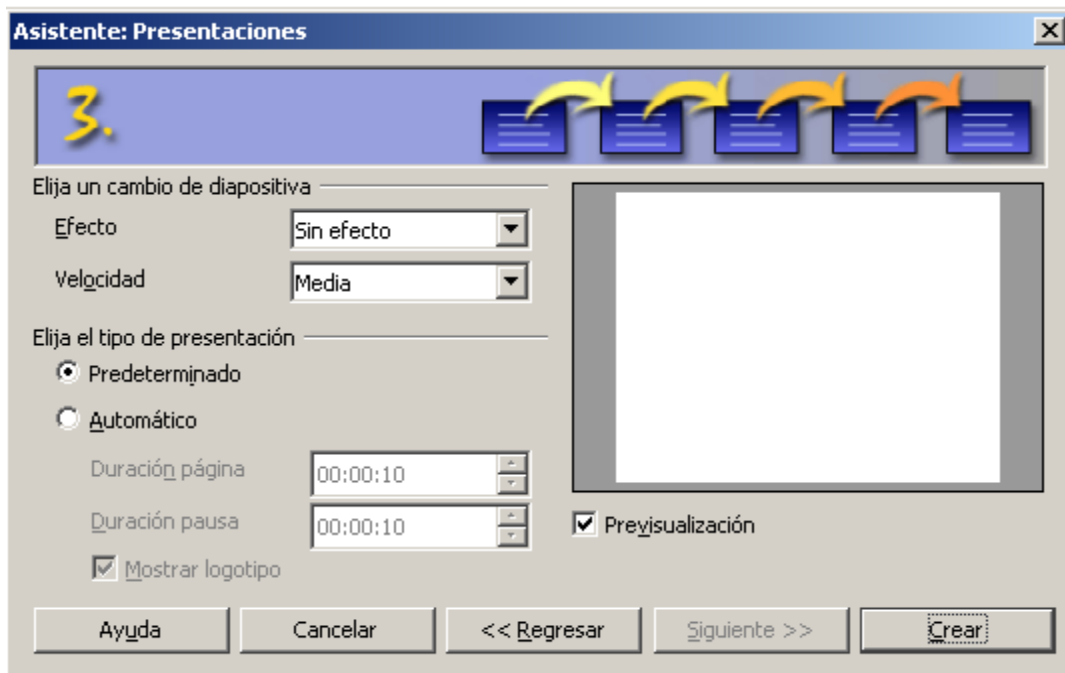 Asistente: Presentaciones
3.
Elija un cambio de diapositiva
Efecto
Sin efecto
Velocidad
Media
Elija el tipo de presentación
Predeterminado
Automático
Duración página
00:00:10
Duración pausa
00:00:10
Mostrar logotipo
Previsualización
Ayuda
Cancelar
<< Regresar
Siguiente >>
Crear